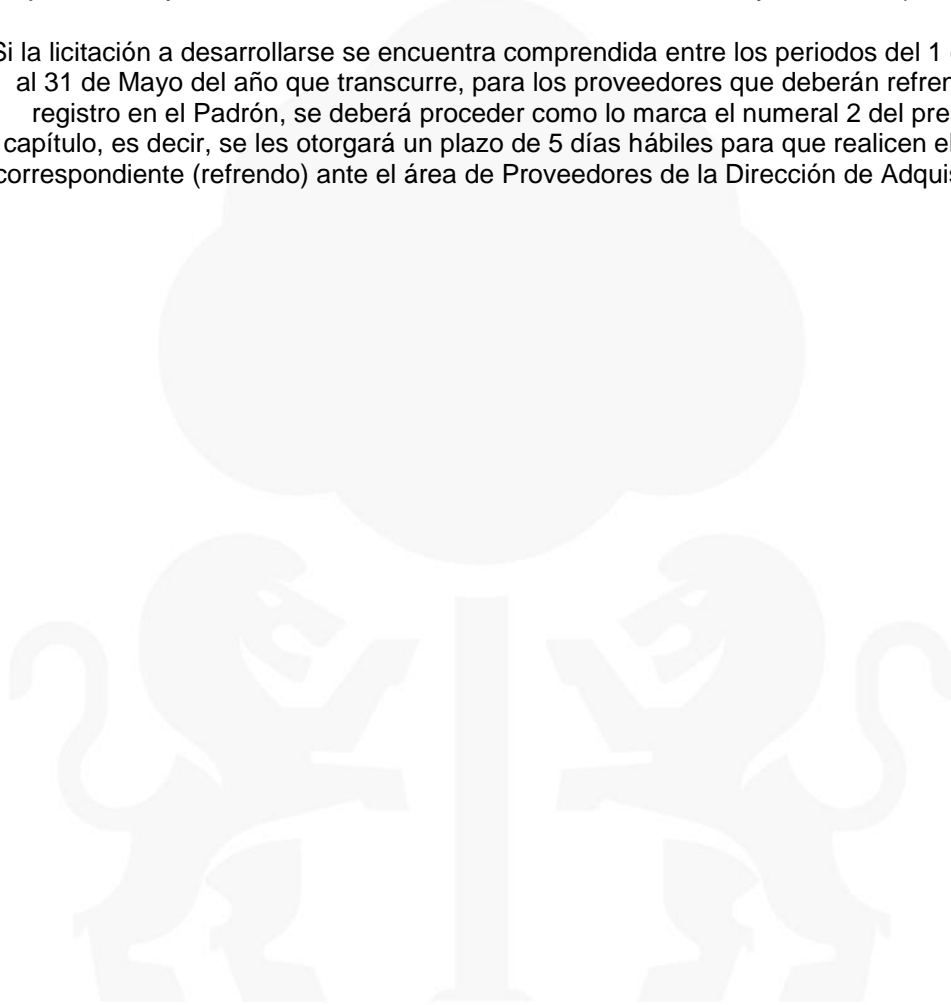 Si la licitación a desarrollarse se encuentra comprendida entre los periodos del 1
al 31 de Mayo del año que transcurre, para los proveedores que deberán refren
registro en el Padrón, se deberá proceder como lo marca el numeral 2 del pre
capítulo, es decir, se les otorgará un plazo de 5 días hábiles para que realicen el
correspondiente (refrendo) ante el área de Proveedores de la Dirección de Adquis